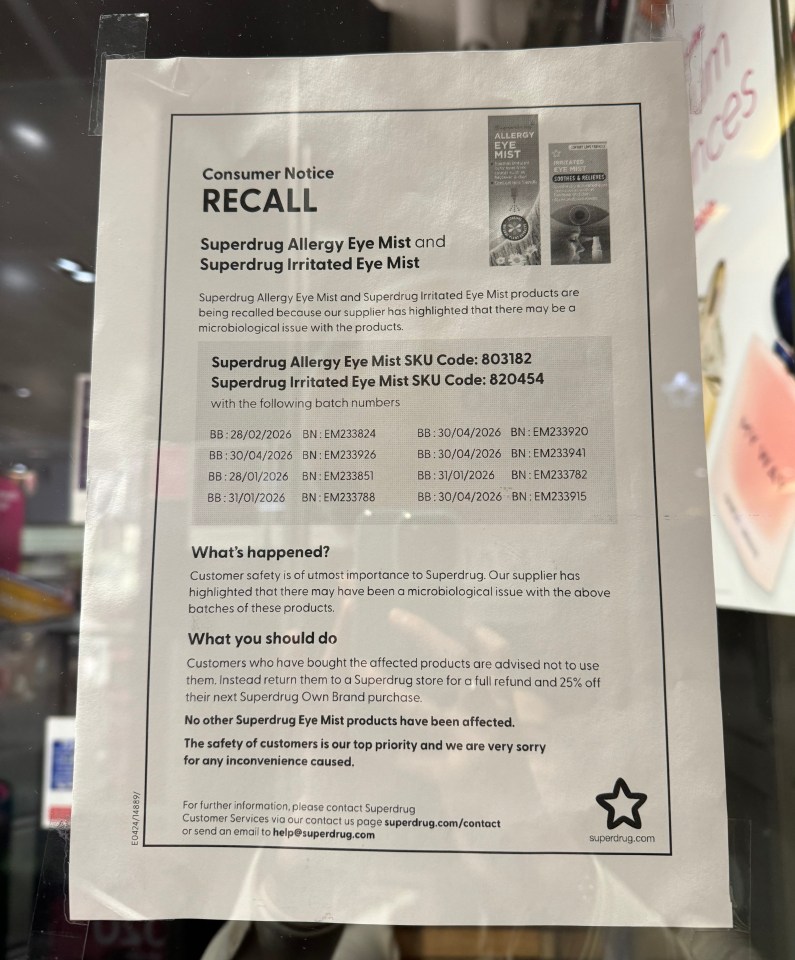 Consumer Notice
RECALL
Superdrug Allergy Eye Mist and
Superdrug Irritated Eye Mist
ALLERGY
EYE
MIST
IRRITATED
EYE MIST
SOOTHES & RELIEVES
Superdrug Allergy Eye Mist and Superdrug Irritated Eye Mist products are
being recalled because our supplier has highlighted that there may be a
microbiological issue with the products.
Superdrug Allergy Eye Mist SKU Code: 803182
Superdrug Irritated Eye Mist SKU Code: 820454
with the following batch numbers
BB : 28/02/2026 BN : EM233824 BB : 30/04/2026 BN : EM233920
BB : 30/04/2026 BN : EM233926 BB : 30/04/2026 BN : EM233941
BB : 28/01/2026 BN : EM233851 BB : 31/01/2026 BN : EM233782
BB : 31/01/2026 BN : EM233788 BB : 30/04/2026 BN : EM233915
What's happened?
Customer safety is of utmost importance to Superdrug. Our supplier has
highlighted that there may have been a microbiological issue with the above
batches of these products.
What you should do
Customers who have bought the affected products are advised not to use
them. Instead return them to a Superdrug store for a full refund and 25% off
their next Superdrug Own Brand purchase.
No other Superdrug Eye Mist products have been affected.
The safety of customers is our top priority and we are very sorry
for any inconvenience caused.
For further information, please contact Superdrug
Customer Services via our contact us page superdrug.com/contact
or send an email to help@superdrug.com
superdrug.com
E0424/14889/
MY WAY